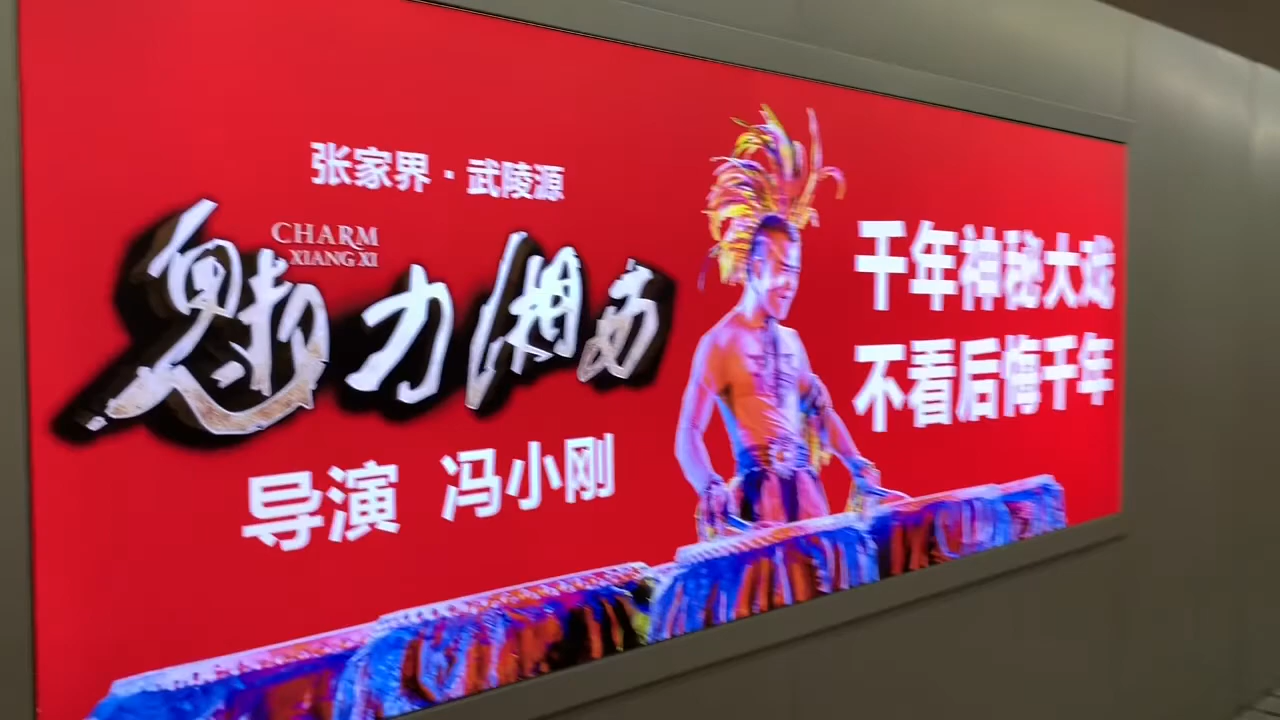 张家界·武陵源
CHARM
XIANG XI
魅力湘西
导演 冯小刚
千年神秘大戏
不看后悔千年